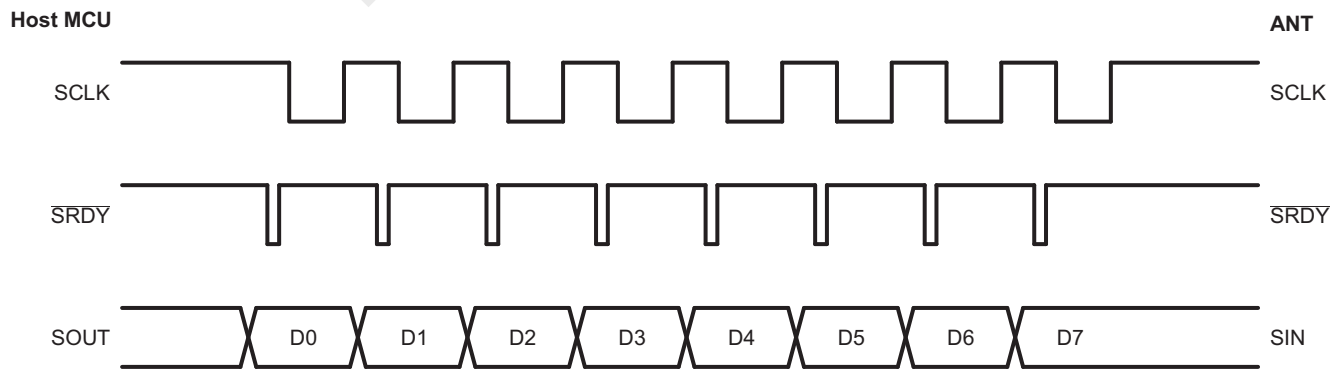 Host MCU ANT
SCLK SCLK
SRDY SRDY
SOUT D0 D1 D2 D3 D4 D5 D6 D7 SIN